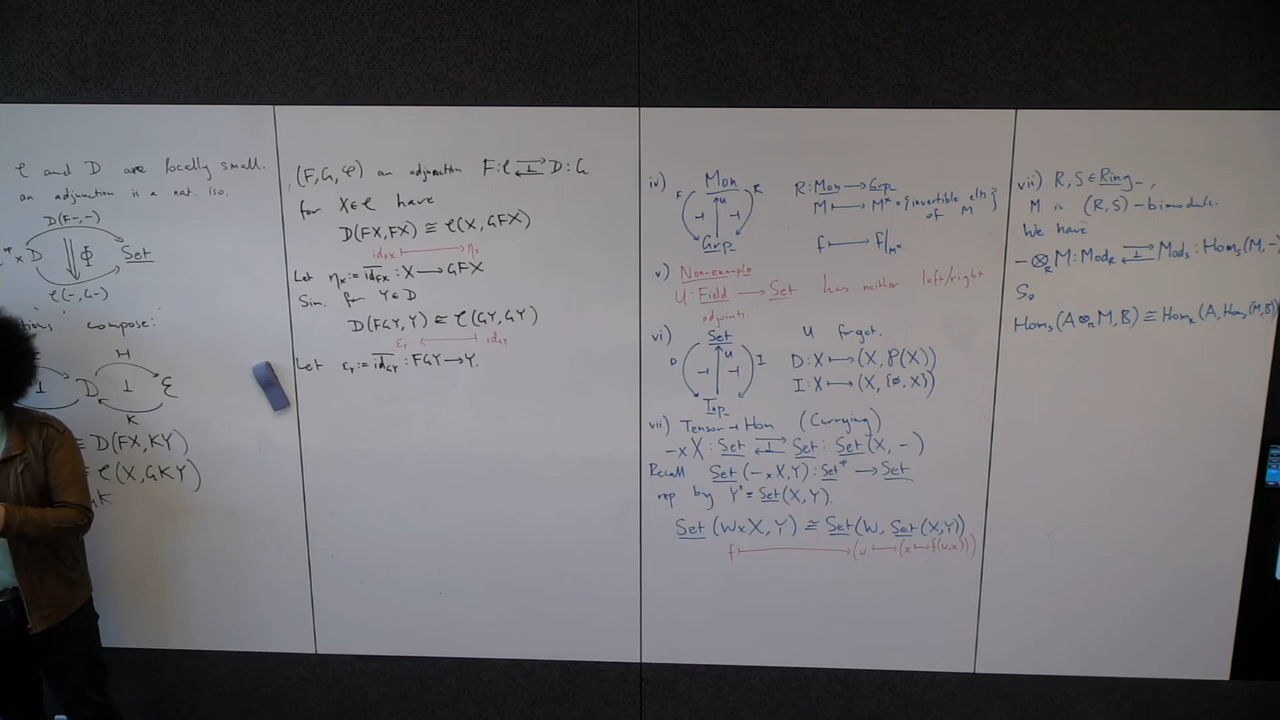 C and D are locally small.
an adjunction is a nat. iso.
D(F-,-)
op × D ⇓ Φ Set
C(-,G-)
compose:
H
⊥ D ⊥ E
K
≅ D(FX,KY)
≅ C(X,GKY)
(F,G,φ) an adjunction F:C ⇄ D:G
for X∈C have
D(FX,FX) ≅ C(X,GFX)
id_FX ⟼ η_X
Let η_X := \overline{id_FX} : X → GFX
Sim. for Y∈D
D(FGY,Y) ≅ C(GY,GY)
ε_Y ⟻ id_GY
Let ε_Y := \overline{id_GY} : FGY → Y.
iv) Mon
F ⊣ U ⊣ R
Grp
R: Mon → Grp
M ⟼ M^× = {invertible elts of M}
f ⟼ f|_{M^×}
v) Non-example
U: Field → Set has neither left/right
adjoints.
vi) Set
D ⊣ U ⊣ I
Top
U forget.
D: X ⟼ (X, P(X))
I: X ⟼ (X, {∅, X})
vii) Tensor ⊣ Hom (Currying)
-×X : Set ⇄ Set : Set(X,-)
Recall Set(-×X,Y) : Set^op → Set
rep by Y^X = Set(X,Y).
Set(W×X,Y) ≅ Set(W, Set(X,Y))
f ⟼ (w ⟼ (x ⟼ f(w,x)))
vii) R, S ∈ Ring,
M is (R,S)-bimodule.
We have
-⊗_R M : Mod_R ⇄ Mod_S : Hom_S(M,-)
So
Hom_S(A⊗_R M, B) ≅ Hom_R(A, Hom_S(M,B))